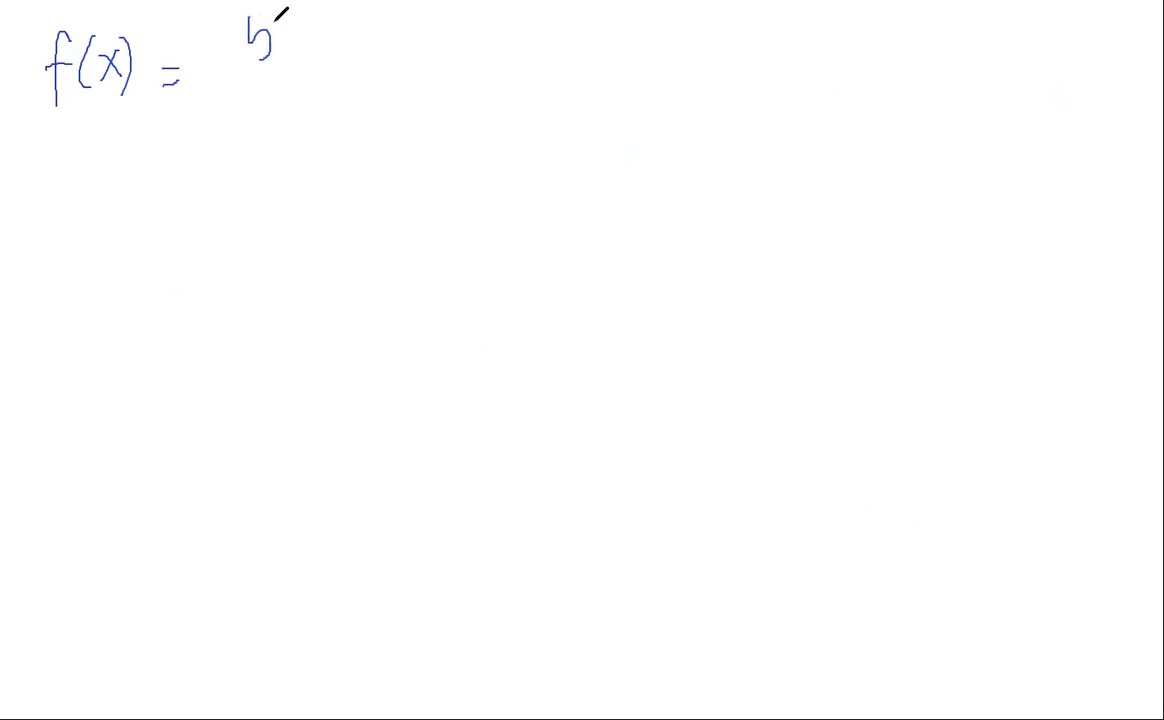 f(x) = 5